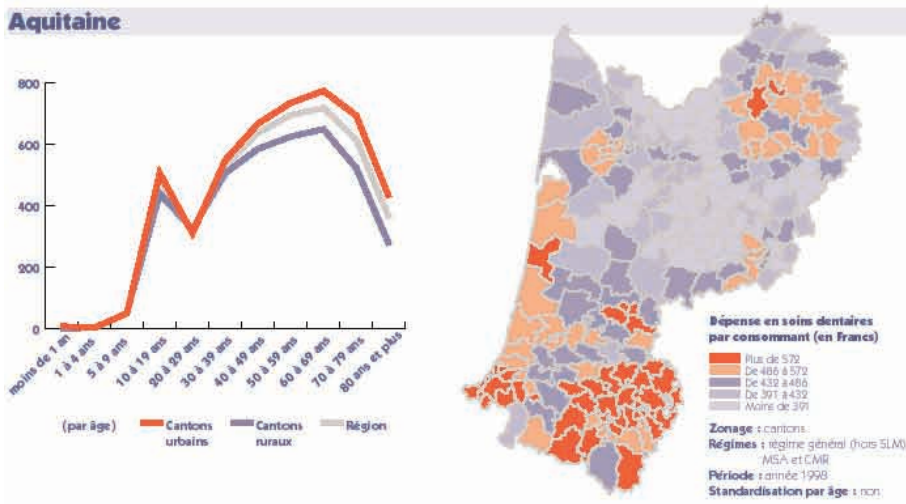 Aquitaine
800
600
400
200
0
moins de 1 an
1 à 4 ans
5 à 9 ans
10 à 19 ans
20 à 29 ans
30 à 39 ans
40 à 49 ans
50 à 59 ans
60 à 69 ans
70 à 79 ans
80 ans et plus
(par âge)
Cantons urbains
Cantons ruraux
Région
Dépense en soins dentaires
par consommant (en Francs)
Plus de 572
De 486 à 572
De 432 à 486
De 391 à 432
Moins de 391
Zonage : cantons
Régimes : régime général (hors SLM)
MSA et CMR
Période : année 1998
Standardisation par âge : non